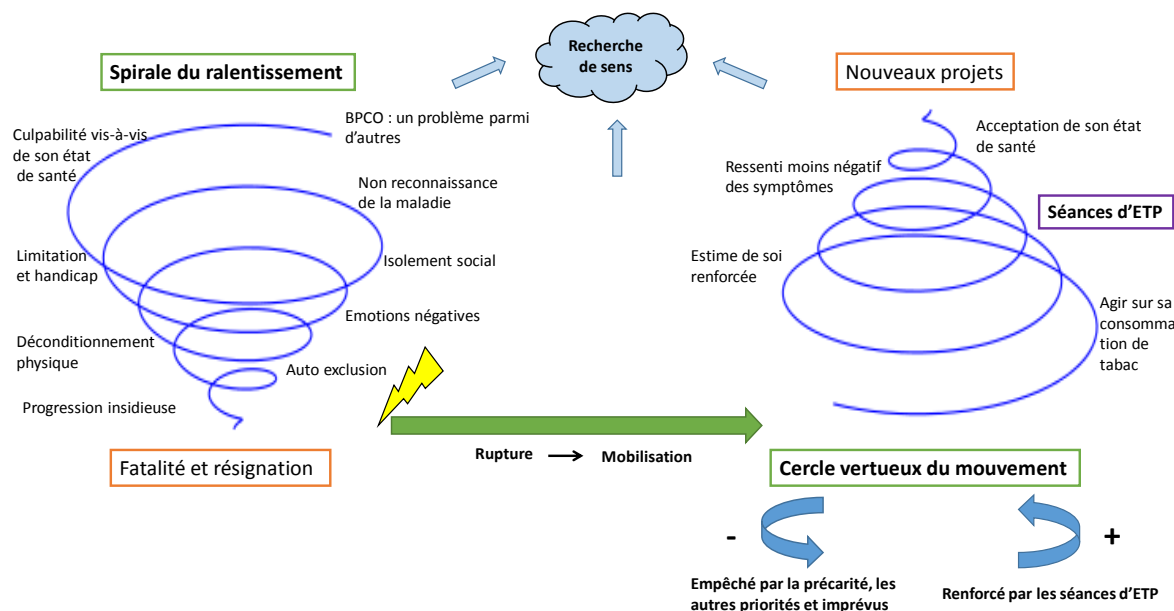 Recherche
de sens
Spirale du ralentissement
Nouveaux projets
BPCO : un problème parmi
d'autres
Culpabilité vis-à-vis
de son état
de santé
Non reconnaissance
de la maladie
Limitation
et handicap
Isolement social
Emotions négatives
Déconditionnement
physique
Auto exclusion
Progression insidieuse
Fatalité et résignation
Rupture
Mobilisation
Acceptation de son état
de santé
Ressenti moins négatif
des symptômes
Séances d'ETP
Estime de soi
renforcée
Agir sur sa
consomma
tion de
tabac
Cercle vertueux du mouvement
-
+
Empêché par la précarité, les
autres priorités et imprévus
Renforcé par les séances d'ETP